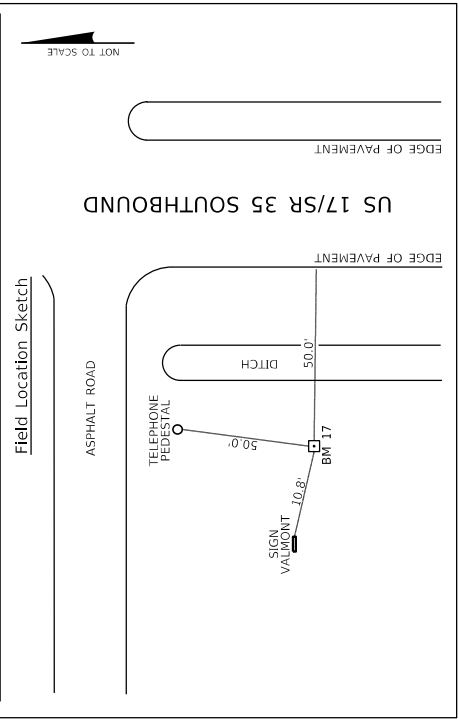 Field Location Sketch
NOT TO SCALE
EDGE OF PAVEMENT
US 17/SR 35 SOUTHBOUND
EDGE OF PAVEMENT
ASPHALT ROAD
DITCH
50.0'
TELEPHONE
PEDESTAL
50.0'
BM 17
10.8'
SIGN
VALMONT